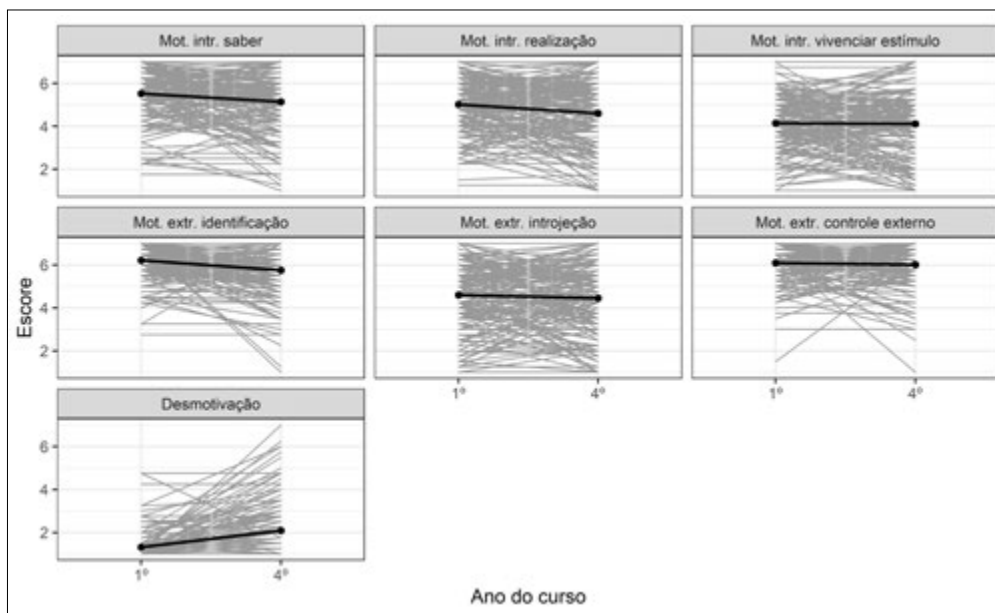 Mot. intr. saber
Mot. intr. realização
Mot. intr. vivenciar estímulo
6
4
2
Mot. extr. identificação
Mot. extr. introjeção
Mot. extr. controle externo
6
4
2
1º 4º
1º 4º
Desmotivação
6
4
2
1º 4º
Escore
Ano do curso